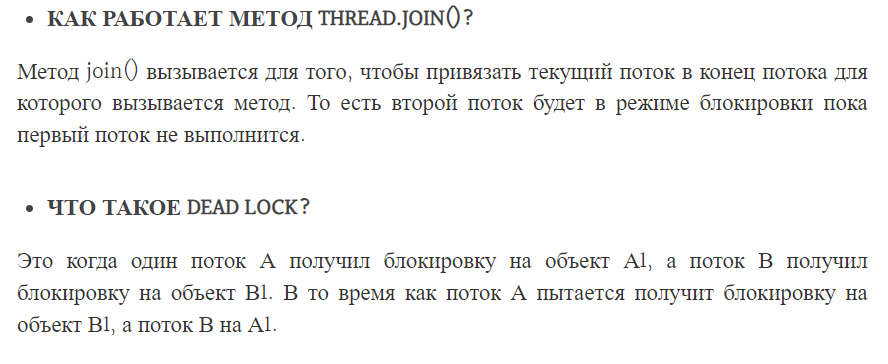 • КАК РАБОТАЕТ МЕТОД THREAD.JOIN()?
Метод join() вызывается для того, чтобы привязать текущий поток в конец потока для
которого вызывается метод. То есть второй поток будет в режиме блокировки пока
первый поток не выполнится.
• ЧТО ТАКОЕ DEAD LOCK?
Это когда один поток А получил блокировку на объект А1, а поток В получил
блокировку на объект В1. В то время как поток А пытается получит блокировку на
объект В1, а поток В на А1.